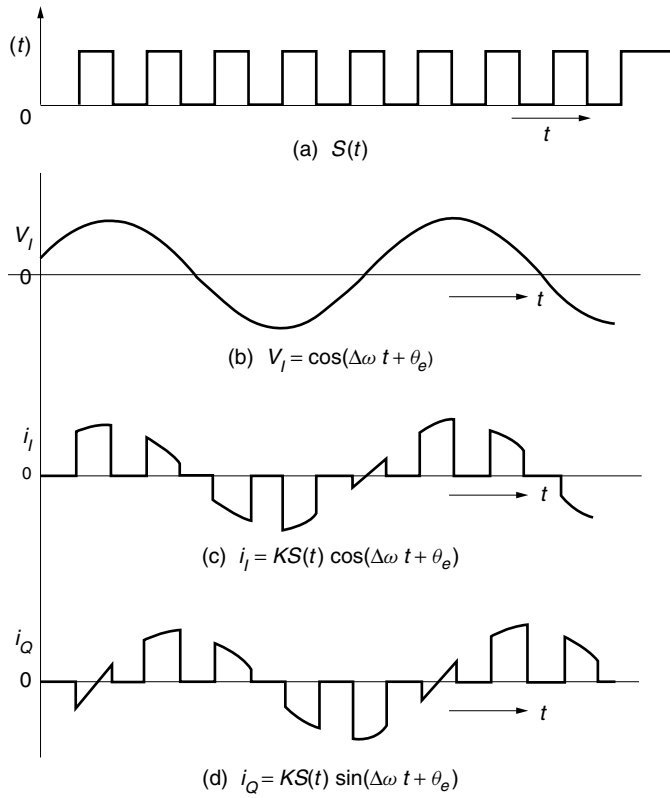 (t)
0
t
(a) S(t)
V_I
0
t
(b) V_I = cos(Δω t + θ_e)
i_I
0
t
(c) i_I = KS(t) cos(Δω t + θ_e)
i_Q
0
t
(d) i_Q = KS(t) sin(Δω t + θ_e)